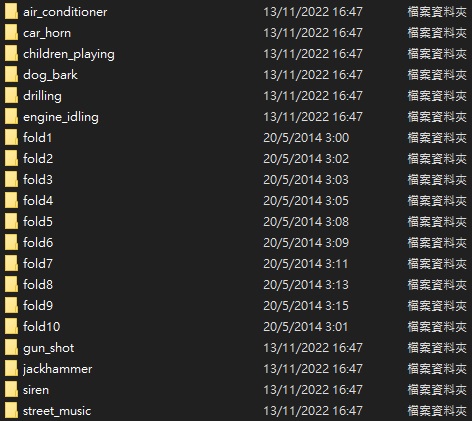 air_conditioner 13/11/2022 16:47 檔案資料夾
car_horn 13/11/2022 16:47 檔案資料夾
children_playing 13/11/2022 16:47 檔案資料夾
dog_bark 13/11/2022 16:47 檔案資料夾
drilling 13/11/2022 16:47 檔案資料夾
engine_idling 13/11/2022 16:47 檔案資料夾
fold1 20/5/2014 3:00 檔案資料夾
fold2 20/5/2014 3:02 檔案資料夾
fold3 20/5/2014 3:03 檔案資料夾
fold4 20/5/2014 3:05 檔案資料夾
fold5 20/5/2014 3:08 檔案資料夾
fold6 20/5/2014 3:09 檔案資料夾
fold7 20/5/2014 3:11 檔案資料夾
fold8 20/5/2014 3:13 檔案資料夾
fold9 20/5/2014 3:15 檔案資料夾
fold10 20/5/2014 3:01 檔案資料夾
gun_shot 13/11/2022 16:47 檔案資料夾
jackhammer 13/11/2022 16:47 檔案資料夾
siren 13/11/2022 16:47 檔案資料夾
street_music 13/11/2022 16:47 檔案資料夾